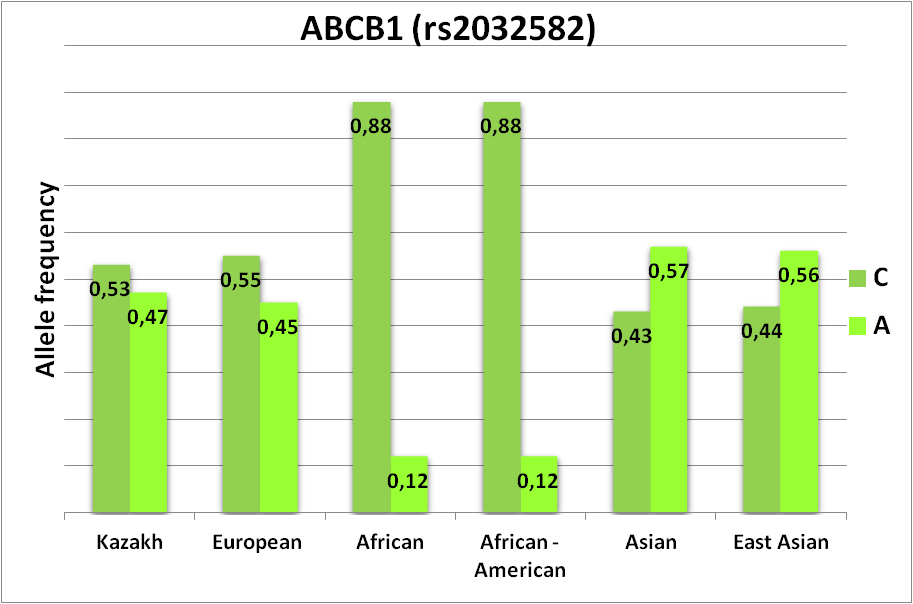 ABCB1 (rs2032582)
Allele frequency
0,53
0,47
0,55
0,45
0,88
0,12
0,88
0,12
0,43
0,57
0,44
0,56
C
A
Kazakh
European
African
African -
American
Asian
East Asian